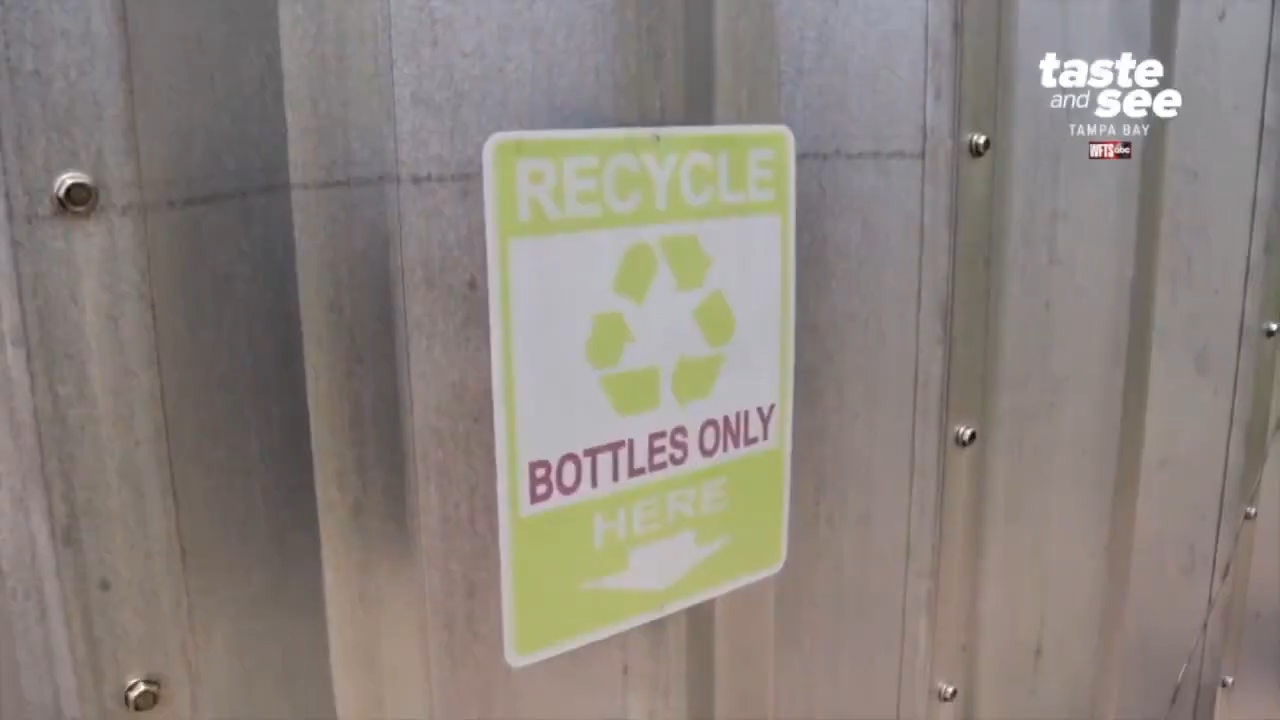 taste
and see
TAMPA BAY
WFTS abc
RECYCLE
BOTTLES ONLY
HERE